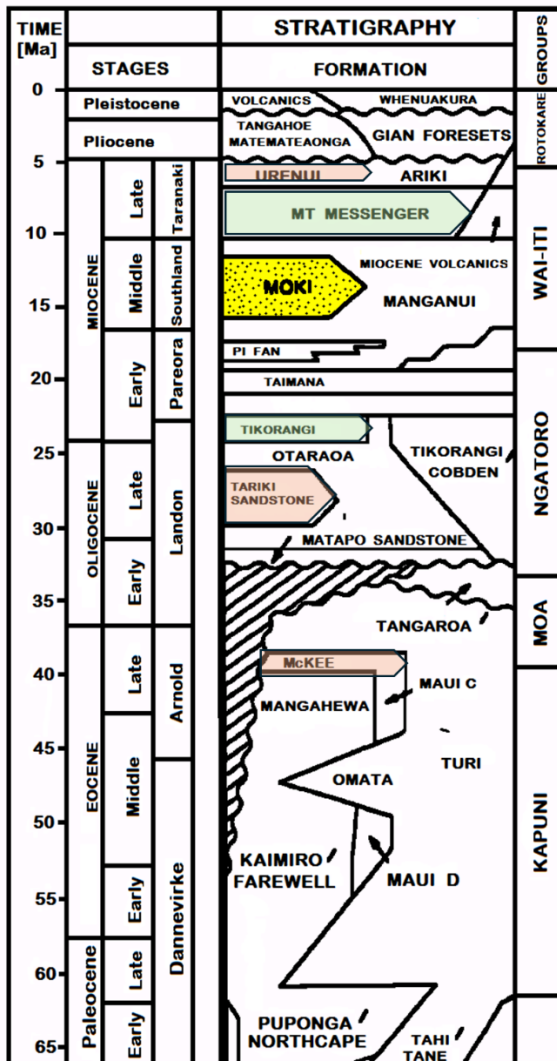 TIME
[Ma]
STRATIGRAPHY
GROUPS
STAGES
FORMATION
0
Pleistocene
VOLCANICS
WHENUAKURA
ROTOKARE
Pliocene
TANGAHOE
MATEMATEAONGA
GIAN FORESETS
5
MIOCENE
Late
Taranaki
URENUI
ARIKI
WAI-ITI
MT MESSENGER
10
Middle
Southland
MIOCENE VOLCANICS
MOKI
MANGANUI
15
Early
Pareora
PI FAN
NGATORO
20
TAIMANA
Landon
TIKORANGI
25
OLIGOCENE
Late
OTARAOA
TIKORANGI
COBDEN
TARIKI
SANDSTONE
30
Early
MATAPO SANDSTONE
35
TANGAROA
MOA
EOCENE
Late
Arnold
McKEE
KAPUNI
40
MANGAHEWA
MAUI C
Middle
45
Dannevirke
OMATA
TURI
50
KAIMIRO
FAREWELL
MAUI D
55
Early
Paleocene
Late
60
Early
PUPONGA
NORTHCAPE
TAHI
TANE
65